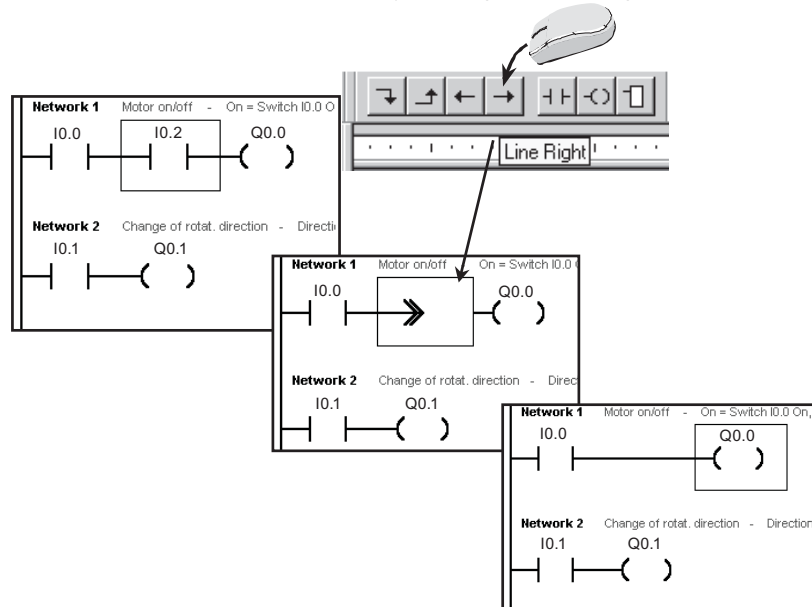 Network 1 Motor on/off - On = Switch I0.0 O
I0.0 I0.2 Q0.0
Network 2 Change of rotat. direction - Directi
I0.1 Q0.1
Line Right
Network 1 Motor on/off On = Switch I0.0
I0.0 Q0.0
Network 2 Change of rotat. direction - Direc
I0.1 Q0.1
Network 1 Motor on/off - On = Switch I0.0 On,
I0.0 Q0.0
Network 2 Change of rotat. direction - Direction
I0.1 Q0.1